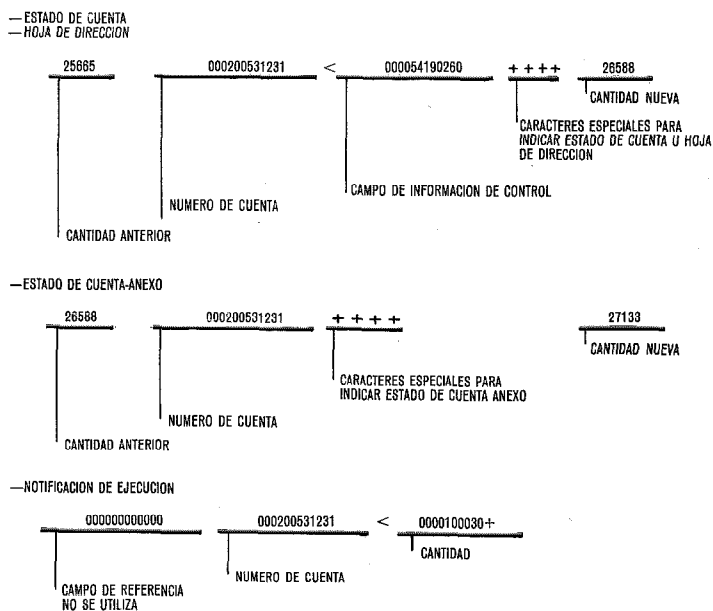 —ESTADO DE CUENTA
—HOJA DE DIRECCION
25665 000200531231 < 000054190260 + + + + 26588
CANTIDAD NUEVA
CARACTERES ESPECIALES PARA
INDICAR ESTADO DE CUENTA U HOJA
DE DIRECCION
CAMPO DE INFORMACION DE CONTROL
NUMERO DE CUENTA
CANTIDAD ANTERIOR
—ESTADO DE CUENTA-ANEXO
26588 000200531231 + + + + 27133
CANTIDAD NUEVA
CARACTERES ESPECIALES PARA
INDICAR ESTADO DE CUENTA ANEXO
NUMERO DE CUENTA
CANTIDAD ANTERIOR
—NOTIFICACION DE EJECUCION
000000000000 000200531231 < 0000100030+
CANTIDAD
NUMERO DE CUENTA
CAMPO DE REFERENCIA
NO SE UTILIZA